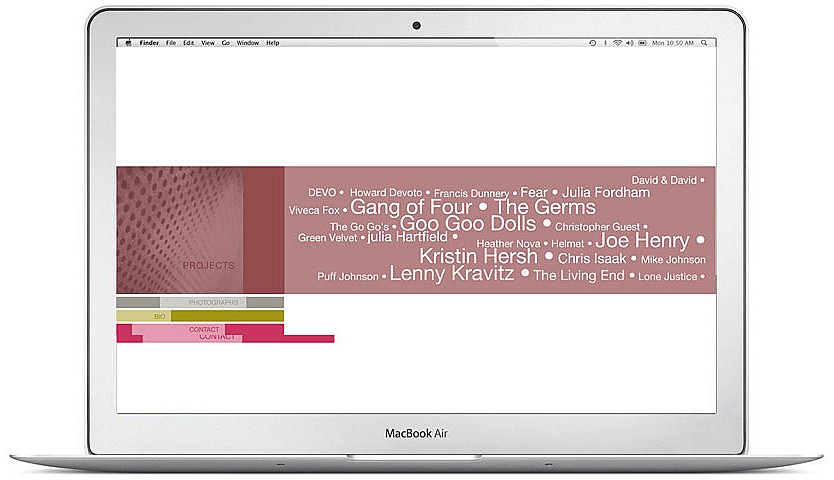 Finder File Edit View Go Window Help Mon 10:50 AM
David & David •
DEVO • Howard Devoto • Francis Dunnery • Fear • Julia Fordham
Viveca Fox • Gang of Four • The Germs
The Go Go's • Goo Goo Dolls • Christopher Guest •
Green Velvet • julia Hartfield • Heather Nova • Helmet • Joe Henry •
Kristin Hersh • Chris Isaak • Mike Johnson
Puff Johnson • Lenny Kravitz • The Living End • Lone Justice •
PROJECTS
PHOTOGRAPHS
BIO
CONTACT
CONTACT
MacBook Air